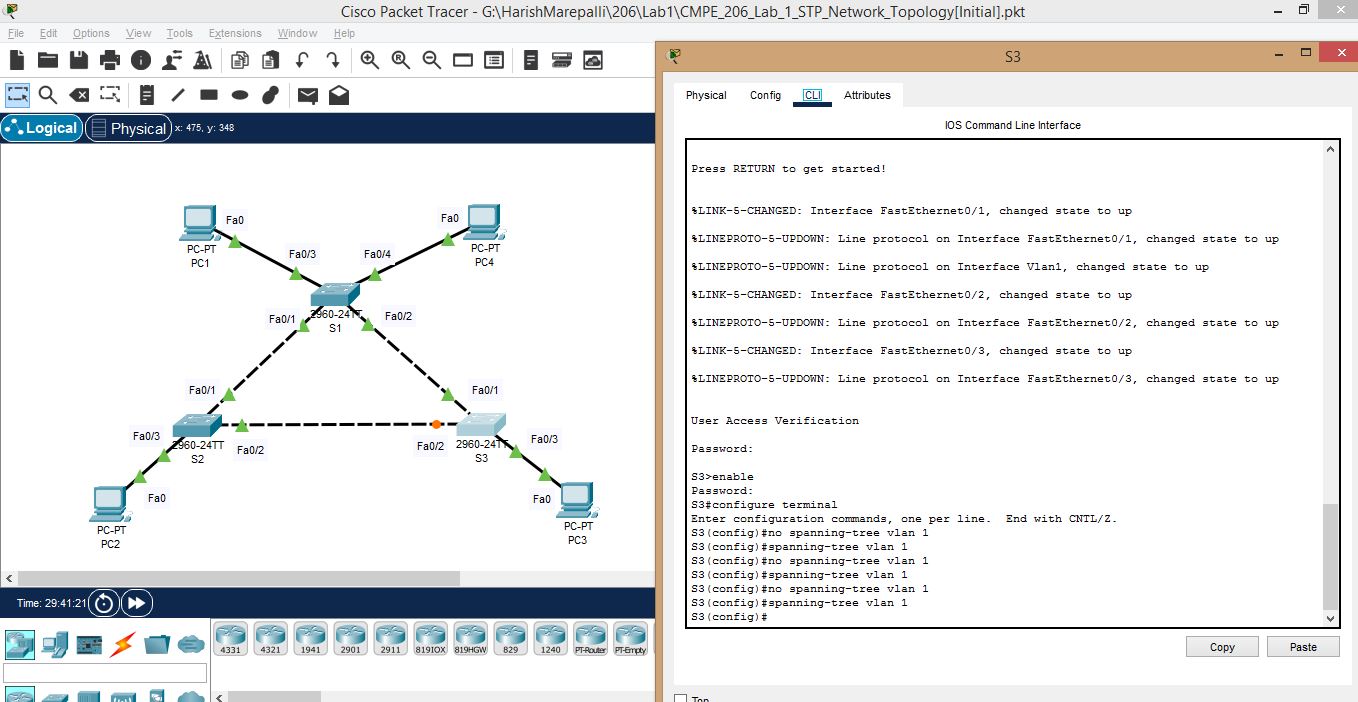 Cisco Packet Tracer - G:\HarishMarepalli\206\Lab1\CMPE_206_Lab_1_STP_Network_Topology[Initial].pkt
File Edit Options View Tools Extensions Window Help
Logical Physical x: 475, y: 348
Fa0 Fa0
PC-PT PC-PT
PC1 PC4
Fa0/3 Fa0/4
2960-24TT
S1
Fa0/1 Fa0/2
Fa0/1 Fa0/1
2960-24TT 2960-24TT
S2 S3
Fa0/3 Fa0/2 Fa0/2 Fa0/3
Fa0 Fa0
PC-PT PC-PT
PC2 PC3
Time: 29:41:21
4331 4321 1941 2901 2911 819IOX 819HGW 829 1240 PT-Router PT-Empty
S3
Physical Config CLI Attributes
IOS Command Line Interface
Press RETURN to get started!
%LINK-5-CHANGED: Interface FastEthernet0/1, changed state to up
%LINEPROTO-5-UPDOWN: Line protocol on Interface FastEthernet0/1, changed state to up
%LINEPROTO-5-UPDOWN: Line protocol on Interface Vlan1, changed state to up
%LINK-5-CHANGED: Interface FastEthernet0/2, changed state to up
%LINEPROTO-5-UPDOWN: Line protocol on Interface FastEthernet0/2, changed state to up
%LINK-5-CHANGED: Interface FastEthernet0/3, changed state to up
%LINEPROTO-5-UPDOWN: Line protocol on Interface FastEthernet0/3, changed state to up
User Access Verification
Password:
S3>enable
Password:
S3#configure terminal
Enter configuration commands, one per line.  End with CNTL/Z.
S3(config)#no spanning-tree vlan 1
S3(config)#spanning-tree vlan 1
S3(config)#no spanning-tree vlan 1
S3(config)#spanning-tree vlan 1
S3(config)#no spanning-tree vlan 1
S3(config)#spanning-tree vlan 1
S3(config)#
Copy Paste
Top